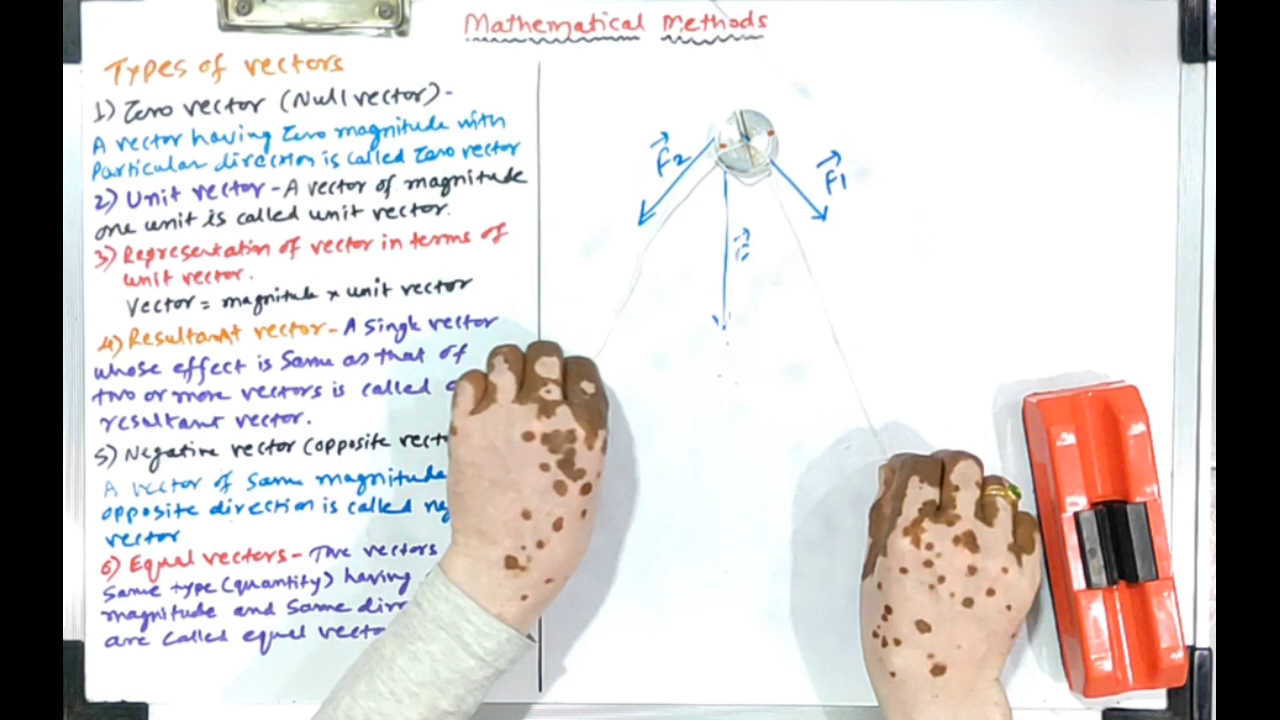 Mathematical Methods
Types of vectors
1) Zero vector (Null vector) -
A vector having zero magnitude with
Particular direction is called zero vector
2) Unit vector - A vector of magnitude
one unit is called unit vector.
3) Representation of vector in terms of
unit vector.
Vector = magnitude x unit vector
4) Resultant vector - A single vector
whose effect is same as that of
two or more vectors is called
resultant vector.
5) Negative vector (opposite vect
A vector of same magnitude
opposite direction is called neg
vector
6) Equal vectors - Two vectors
same type (quantity) having
magnitude and same dire
are called equal vecto
F2
F1